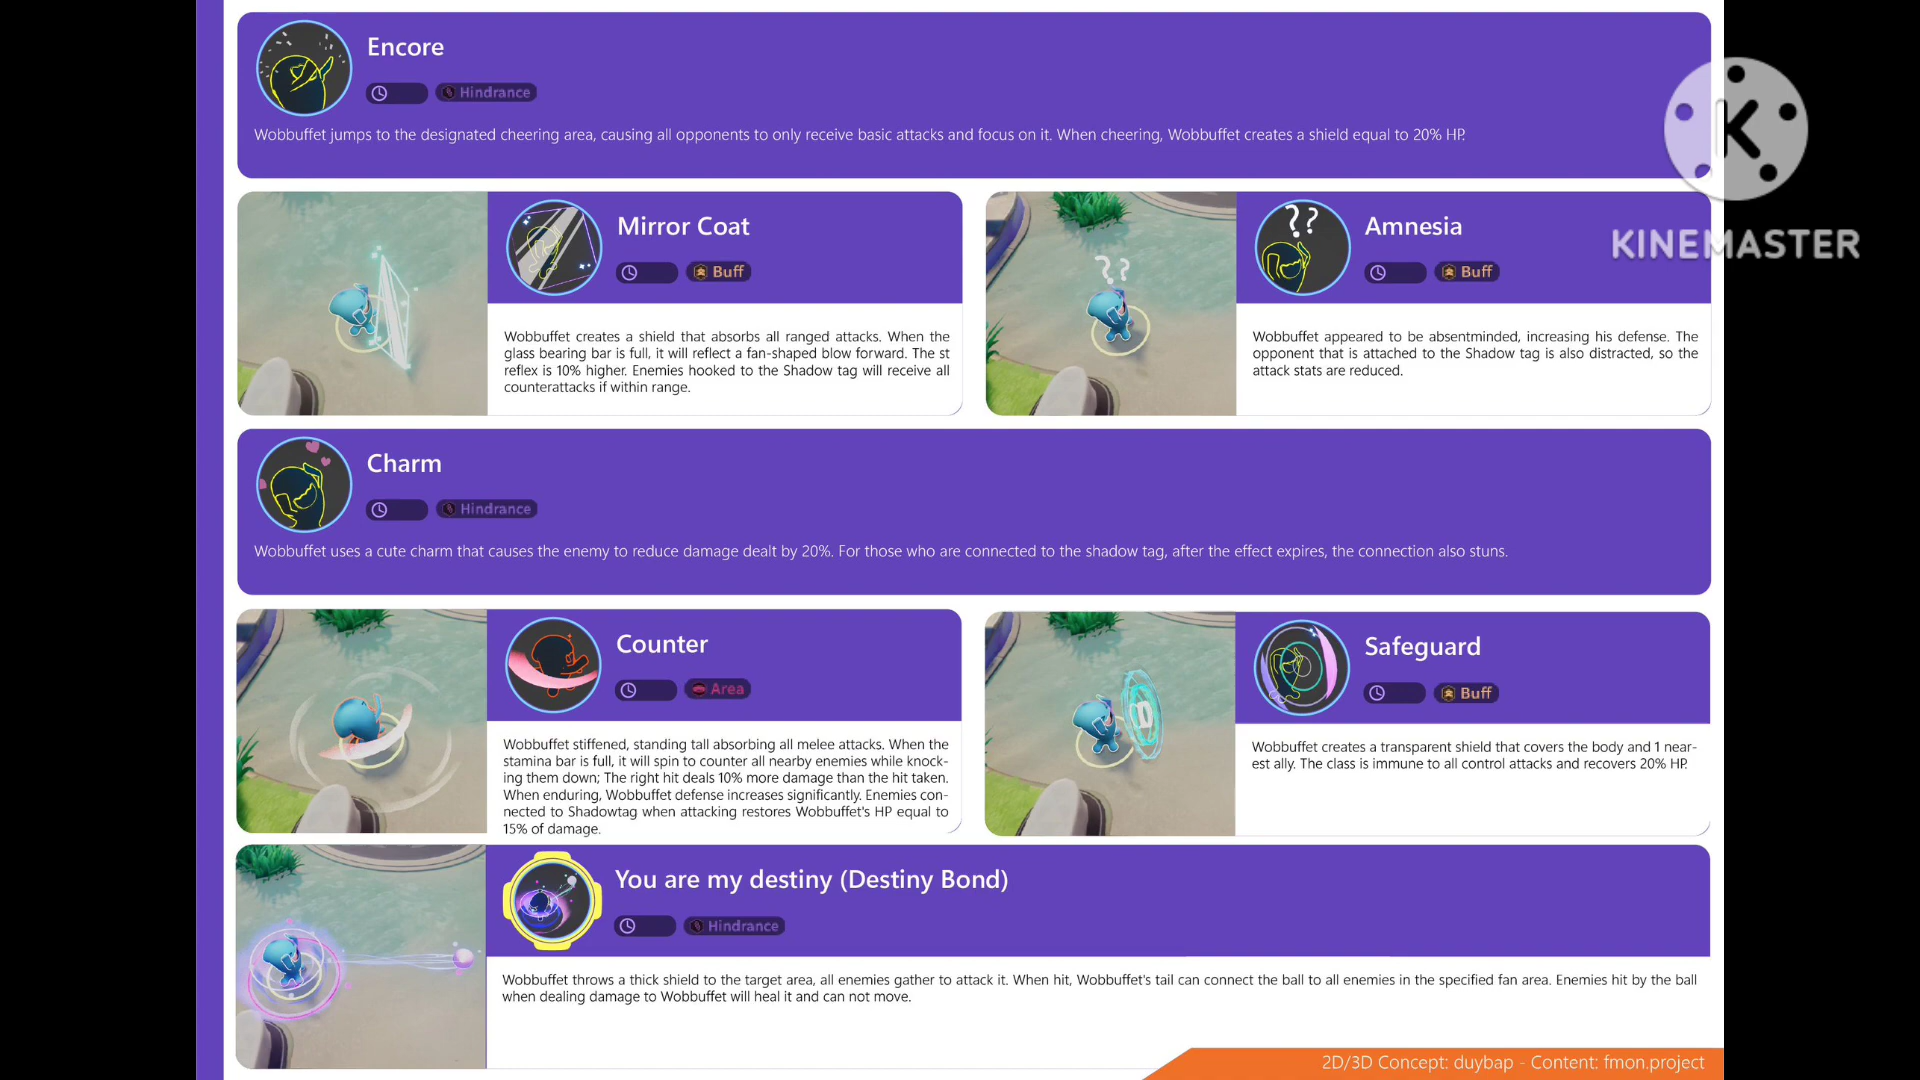 Encore
Hindrance
Wobbuffet jumps to the designated cheering area, causing all opponents to only receive basic attacks and focus on it. When cheering, Wobbuffet creates a shield equal to 20% HP.
K
KINEMASTER
Mirror Coat
Buff
Wobbuffet creates a shield that absorbs all ranged attacks. When the
glass bearing bar is full, it will reflect a fan-shaped blow forward. The st
reflex is 10% higher. Enemies hooked to the Shadow tag will receive all
counterattacks if within range.
??
??
Amnesia
Buff
Wobbuffet appeared to be absentminded, increasing his defense. The
opponent that is attached to the Shadow tag is also distracted, so the
attack stats are reduced.
Charm
Hindrance
Wobbuffet uses a cute charm that causes the enemy to reduce damage dealt by 20%. For those who are connected to the shadow tag, after the effect expires, the connection also stuns.
Counter
Area
Wobbuffet stiffened, standing tall absorbing all melee attacks. When the
stamina bar is full, it will spin to counter all nearby enemies while knock-
ing them down; The right hit deals 10% more damage than the hit taken.
When enduring, Wobbuffet defense increases significantly. Enemies con-
nected to Shadowtag when attacking restores Wobbuffet's HP equal to
15% of damage.
Safeguard
Buff
Wobbuffet creates a transparent shield that covers the body and 1 near-
est ally. The class is immune to all control attacks and recovers 20% HP.
You are my destiny (Destiny Bond)
Hindrance
Wobbuffet throws a thick shield to the target area, all enemies gather to attack it. When hit, Wobbuffet's tail can connect the ball to all enemies in the specified fan area. Enemies hit by the ball
when dealing damage to Wobbuffet will heal it and can not move.
2D/3D Concept: duybap - Content: fmon.project